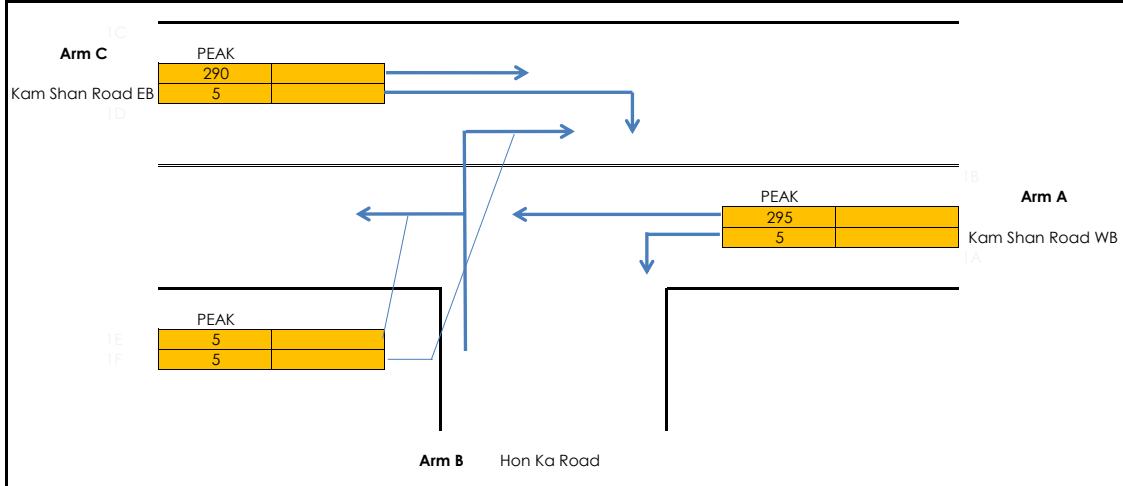 1C
Arm C PEAK
290
Kam Shan Road EB 5
1D
1B
PEAK Arm A
295
5 Kam Shan Road WB
1A
PEAK
1E 5
1F 5
Arm B Hon Ka Road